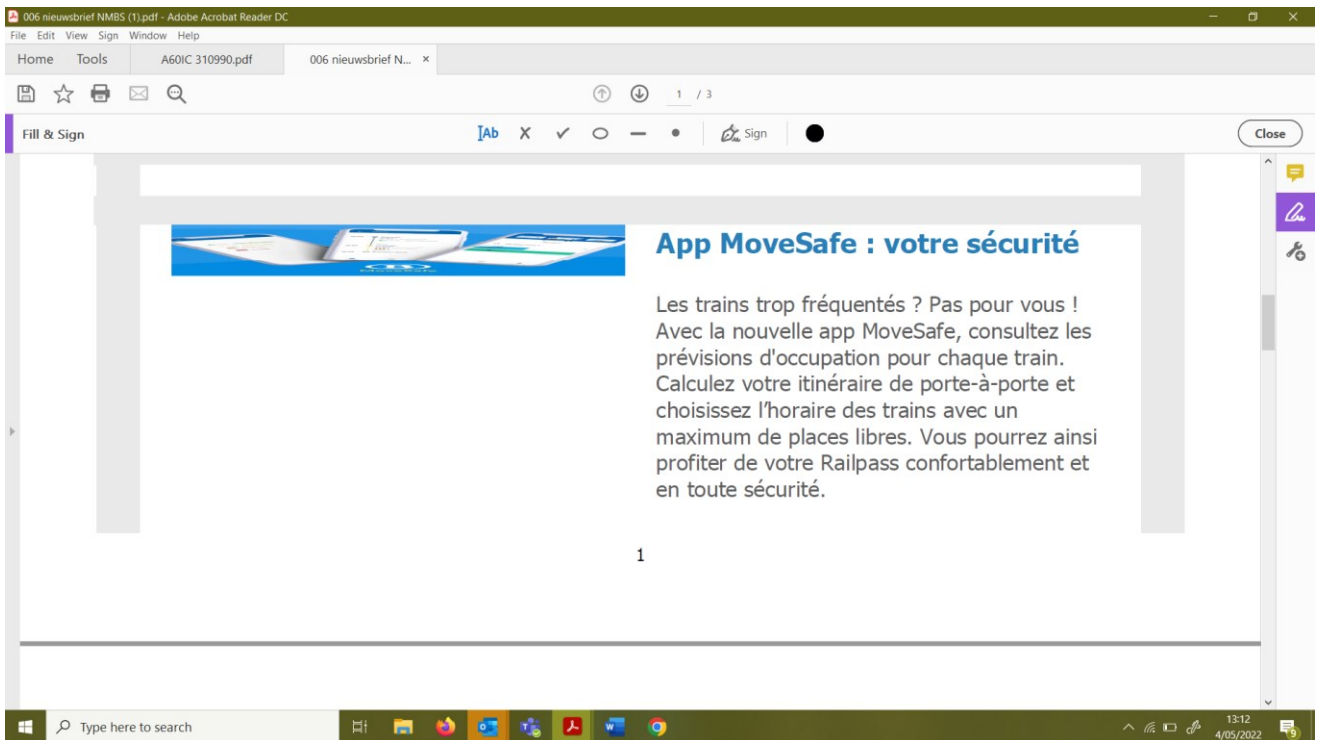 006 nieuwsbrief NMBS (1).pdf - Adobe Acrobat Reader DC
File Edit View Sign Window Help
Home Tools A60IC 310990.pdf 006 nieuwsbrief N... ×
1 / 3
Fill & Sign Ab Sign Close
App MoveSafe : votre sécurité
MoveSafe
Les trains trop fréquentés ? Pas pour vous !
Avec la nouvelle app MoveSafe, consultez les
prévisions d'occupation pour chaque train.
Calculez votre itinéraire de porte-à-porte et
choisissez l’horaire des trains avec un
maximum de places libres. Vous pourrez ainsi
profiter de votre Railpass confortablement et
en toute sécurité.
1
Type here to search
13:12
4/05/2022
9